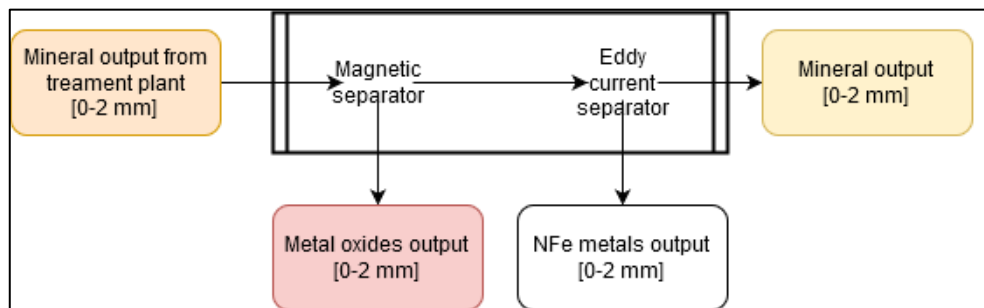 Mineral output from
treament plant
[0-2 mm]
Magnetic
separator
Eddy
current
separator
Mineral output
[0-2 mm]
Metal oxides output
[0-2 mm]
NFe metals output
[0-2 mm]